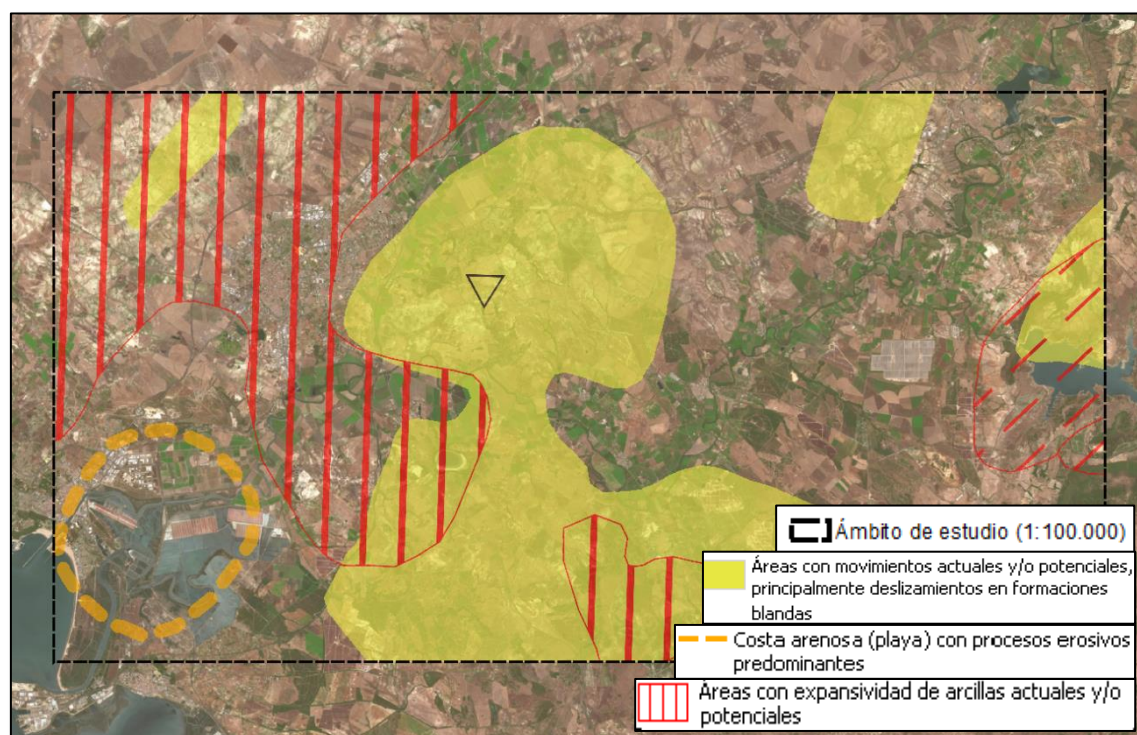 Ámbito de estudio (1:100.000)
Áreas con movimientos actuales y/o potenciales,
principalmente deslizamientos en formaciones
blandas
Costa arenosa (playa) con procesos erosivos
predominantes
Áreas con expansividad de arcillas actuales y/o
potenciales